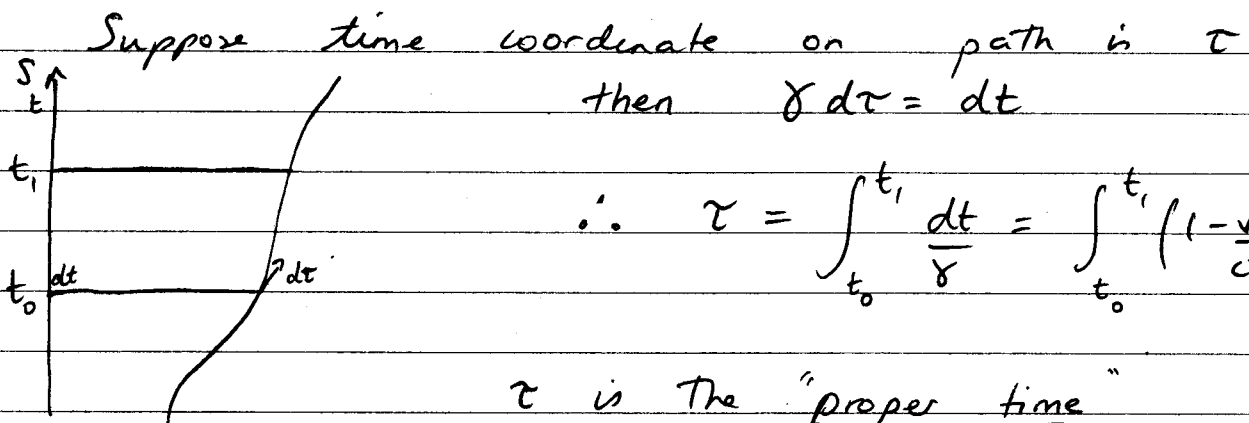 Suppose time coordinate on path is τ
S
t
then γ dτ = dt
t₁
∴ τ = ∫_{t₀}^{t₁} dt/γ = ∫_{t₀}^{t₁} (1 - v/c
t₀ dt dτ
τ is the "proper time"